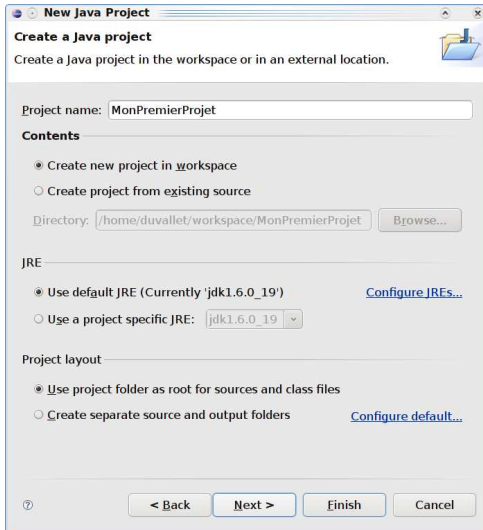 New Java Project
Create a Java project
Create a Java project in the workspace or in an external location.
Project name: MonPremierProjet
Contents
Create new project in workspace
Create project from existing source
Directory: /home/duvallet/workspace/MonPremierProjet Browse...
JRE
Use default JRE (Currently 'jdk1.6.0_19') Configure JREs...
Use a project specific JRE: jdk1.6.0_19
Project layout
Use project folder as root for sources and class files
Create separate source and output folders Configure default...
? < Back Next > Finish Cancel